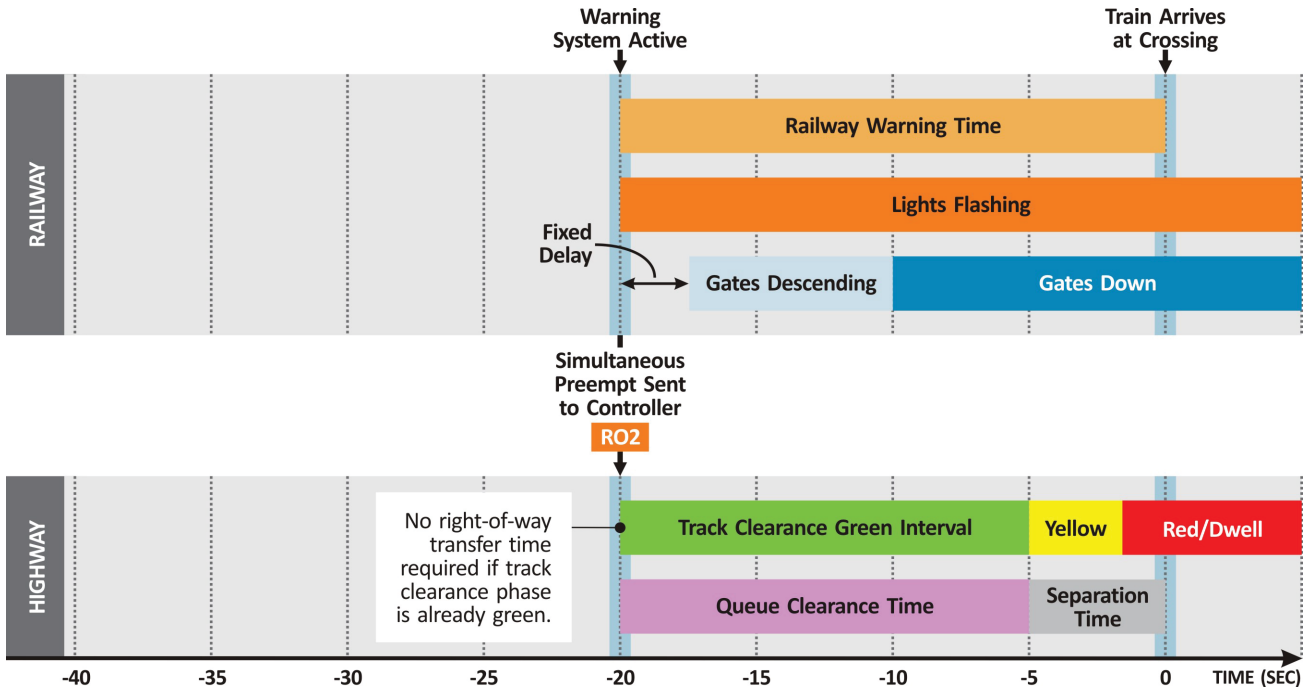 Warning
System Active
Train Arrives
at Crossing
RAILWAY
Railway Warning Time
Lights Flashing
Fixed
Delay
Gates Descending
Gates Down
Simultaneous
Preempt Sent
to Controller
RO2
HIGHWAY
No right-of-way
transfer time
required if track
clearance phase
is already green.
Track Clearance Green Interval
Yellow
Red/Dwell
Queue Clearance Time
Separation
Time
-40 -35 -30 -25 -20 -15 -10 -5 0 TIME (SEC)